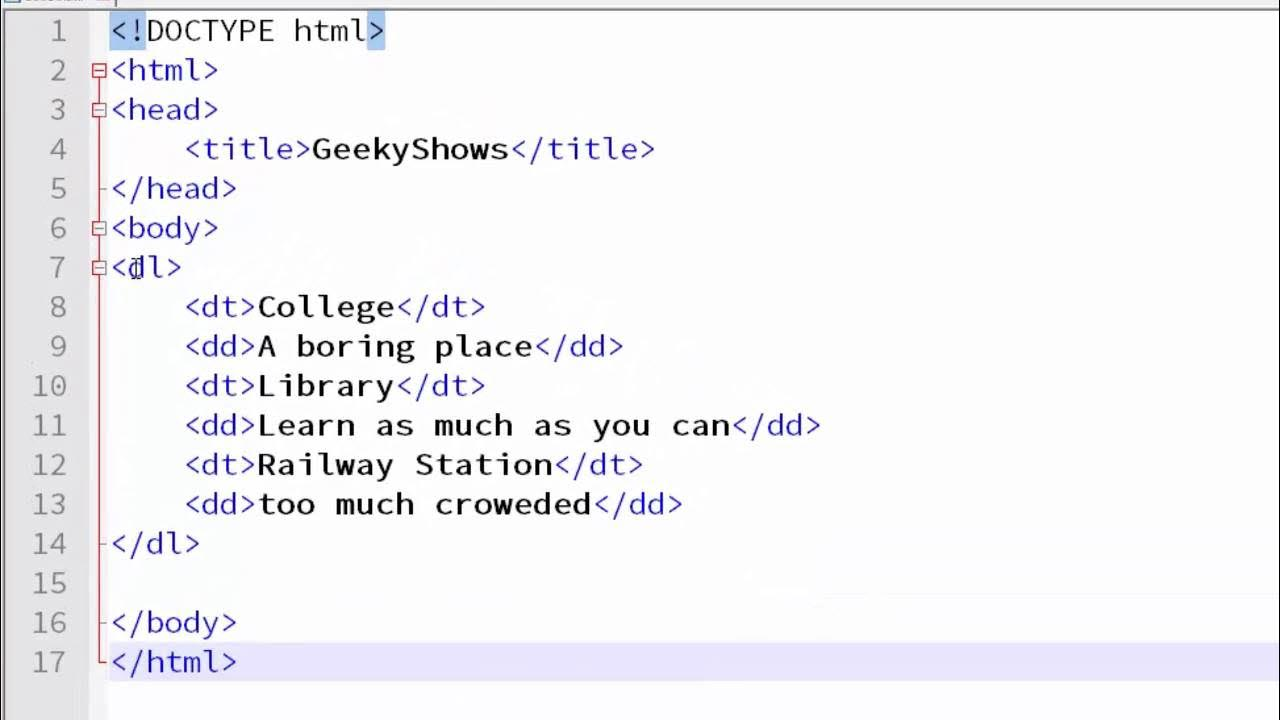 1 <!DOCTYPE html>
2 <html>
3 <head>
4 <title>GeekyShows</title>
5 </head>
6 <body>
7 <dl>
8 <dt>College</dt>
9 <dd>A boring place</dd>
10 <dt>Library</dt>
11 <dd>Learn as much as you can</dd>
12 <dt>Railway Station</dt>
13 <dd>too much croweded</dd>
14 </dl>
15
16 </body>
17 </html>